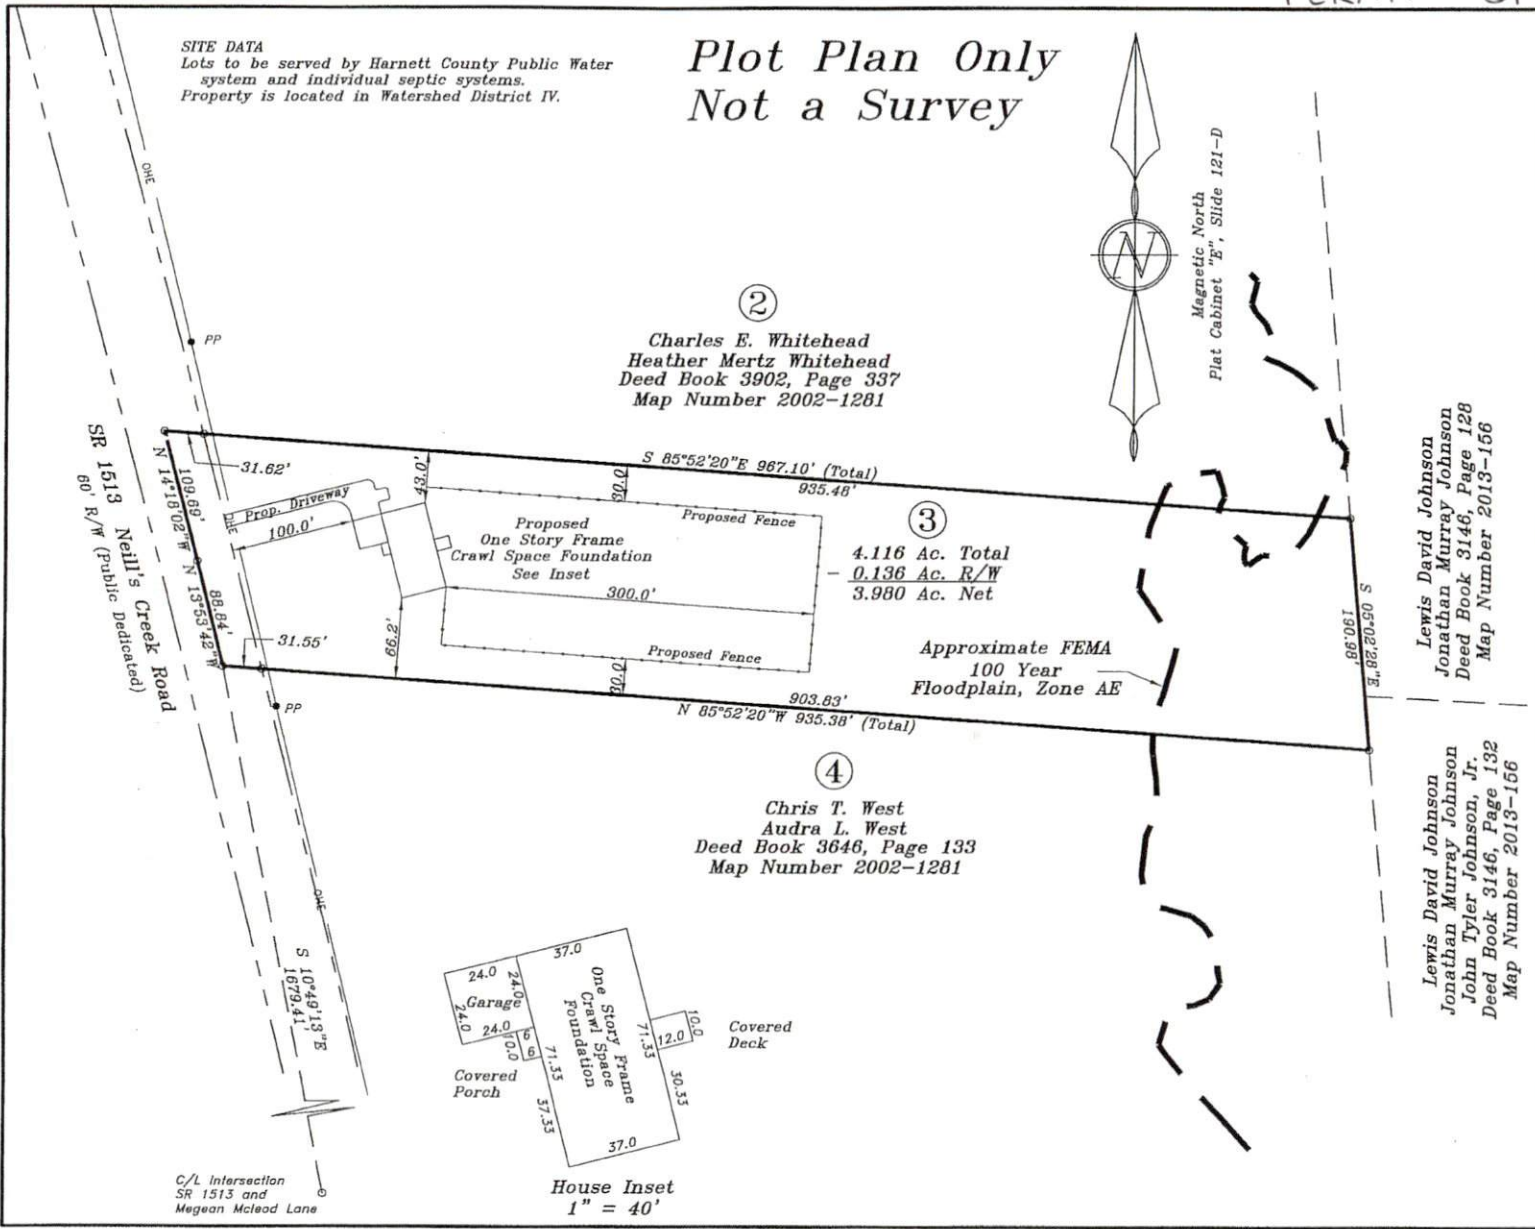 SITE DATA
Lots to be served by Harnett County Public Water
system and individual septic systems.
Property is located in Watershed District IV.
Plot Plan Only
Not a Survey
Magnetic North
Plat Cabinet "E", Slide 121-D
OHE
PP
2
Charles E. Whitehead
Heather Mertz Whitehead
Deed Book 3902, Page 337
Map Number 2002-1281
SR 1513 Neill's Creek Road
60' R/W (Public Dedicated)
N 14°18'02"W
109.69'
N 13°53'42"W
88.84'
31.62'
S 85°52'20"E 967.10' (Total)
935.48'
43.0'
30.0
Prop. Driveway
OHE
100.0'
Proposed
One Story Frame
Crawl Space Foundation
See Inset
Proposed Fence
300.0'
3
4.116 Ac. Total
- 0.136 Ac. R/W
3.980 Ac. Net
66.2'
31.55'
Proposed Fence
30.0
Approximate FEMA
100 Year
Floodplain, Zone AE
903.83'
N 85°52'20"W 935.38' (Total)
PP
S 05°02'28"E
190.98'
Lewis David Johnson
Jonathan Murray Johnson
Deed Book 3146, Page 128
Map Number 2013-156
Lewis David Johnson
Jonathan Murray Johnson
John Tyler Johnson, Jr.
Deed Book 3146, Page 132
Map Number 2013-156
4
Chris T. West
Audra L. West
Deed Book 3646, Page 133
Map Number 2002-1281
OHE
S 10°49'13"E
1679.41'
37.0
24.0
24.0
Garage
24.0
24.0
6
6
10.0
71.33
37.33
One Story Frame
Crawl Space
Foundation
71.33
10.0
12.0
30.33
37.0
Covered
Deck
Covered
Porch
House Inset
1" = 40'
C/L Intersection
SR 1513 and
Megean Mcleod Lane
N